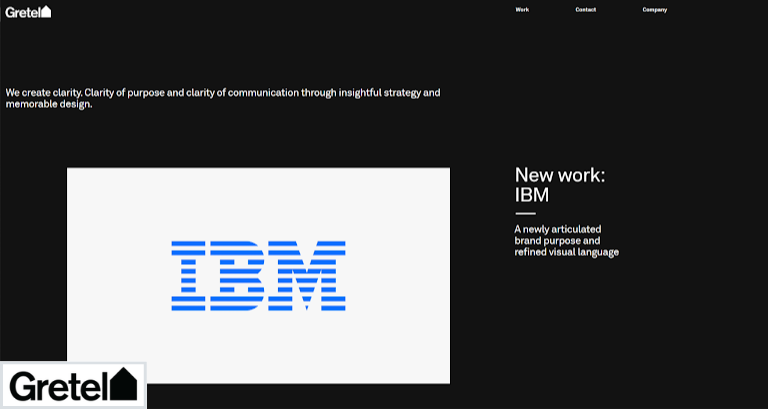 Gretel
Work
Contact
Company
We create clarity. Clarity of purpose and clarity of communication through insightful strategy and
memorable design.
New work:
IBM
A newly articulated
brand purpose and
refined visual language
IBM
Gretel